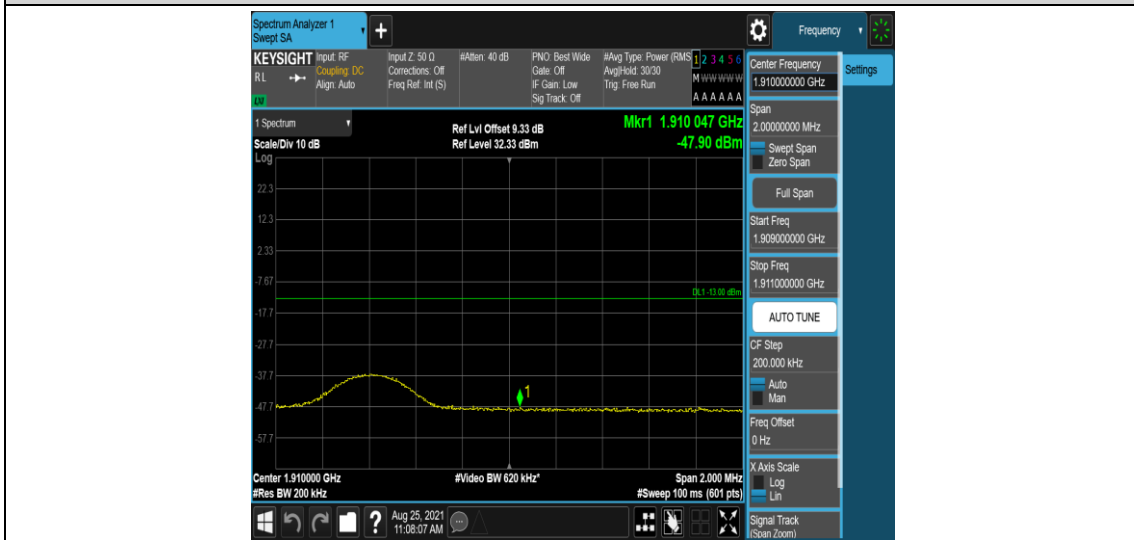 Spectrum Analyzer 1
Swept SA
+
Frequency
KEYSIGHT
Input: RF
Input Z: 50 Ω
#Atten: 40 dB
PNO: Best Wide
#Avg Type: Power (RMS
1 2 3 4 5 6
RL
Coupling: DC
Corrections: Off
Gate: Off
Avg|Hold: 30/30
M W W W W W
Align: Auto
Freq Ref: Int (S)
IF Gain: Low
Trig: Free Run
Sig Track: Off
A A A A A A
1 Spectrum
Ref Lvl Offset 9.33 dB
Mkr1 1.910 047 GHz
Scale/Div 10 dB
Ref Level 32.33 dBm
-47.90 dBm
Log
22.3
12.3
2.33
-7.67
DL1 -13.00 dBm
-17.7
-27.7
-37.7
1
-47.7
-57.7
Center 1.910000 GHz
#Video BW 620 kHz*
Span 2.000 MHz
#Res BW 200 kHz
#Sweep 100 ms (601 pts)
?
Aug 25, 2021
11:08:07 AM
Center Frequency
1.910000000 GHz
Settings
Span
2.00000000 MHz
Swept Span
Zero Span
Full Span
Start Freq
1.909000000 GHz
Stop Freq
1.911000000 GHz
AUTO TUNE
CF Step
200.000 kHz
Auto
Man
Freq Offset
0 Hz
X Axis Scale
Log
Lin
Signal Track
(Span Zoom)